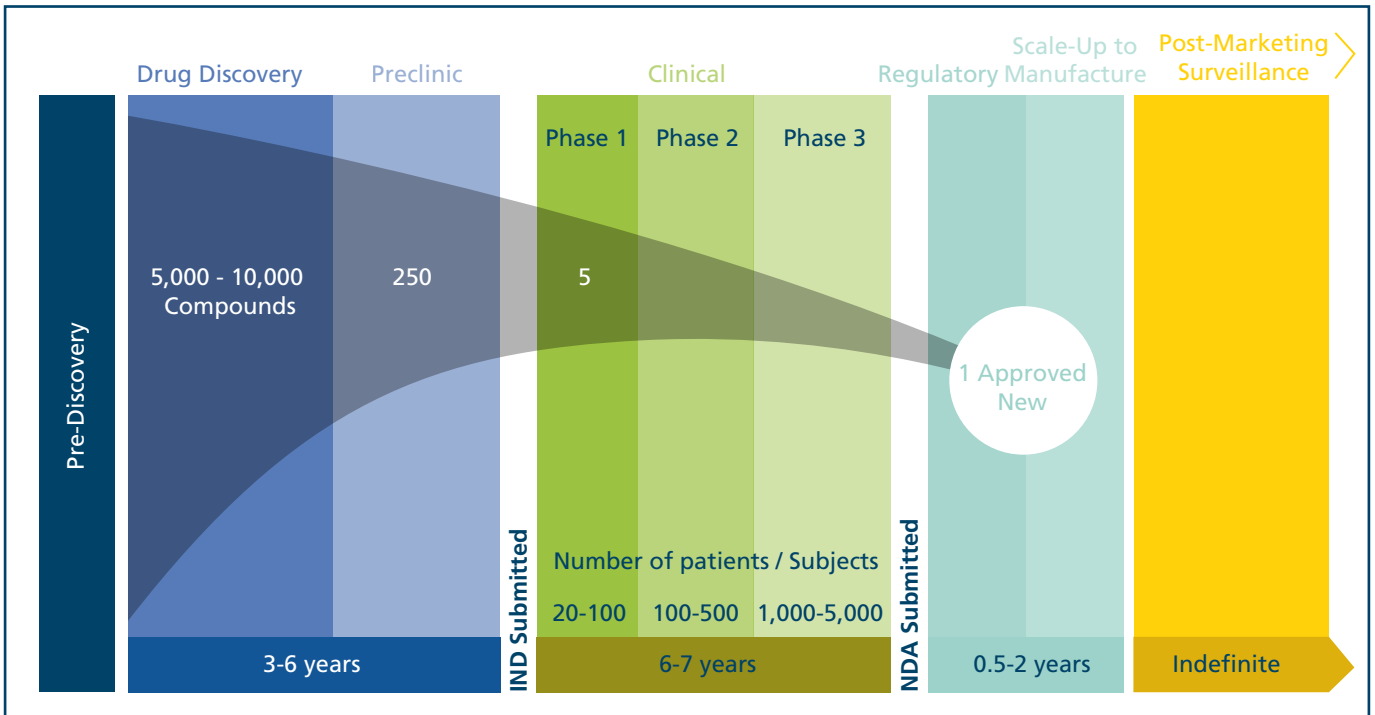 Drug Discovery
Preclinic
Clinical
Regulatory
Scale-Up to
Manufacture
Post-Marketing
Surveillance
Pre-Discovery
5,000 - 10,000
Compounds
250
IND Submitted
Phase 1
Phase 2
Phase 3
5
Number of patients / Subjects
20-100
100-500
1,000-5,000
NDA Submitted
1 Approved
New
3-6 years
6-7 years
0.5-2 years
Indefinite